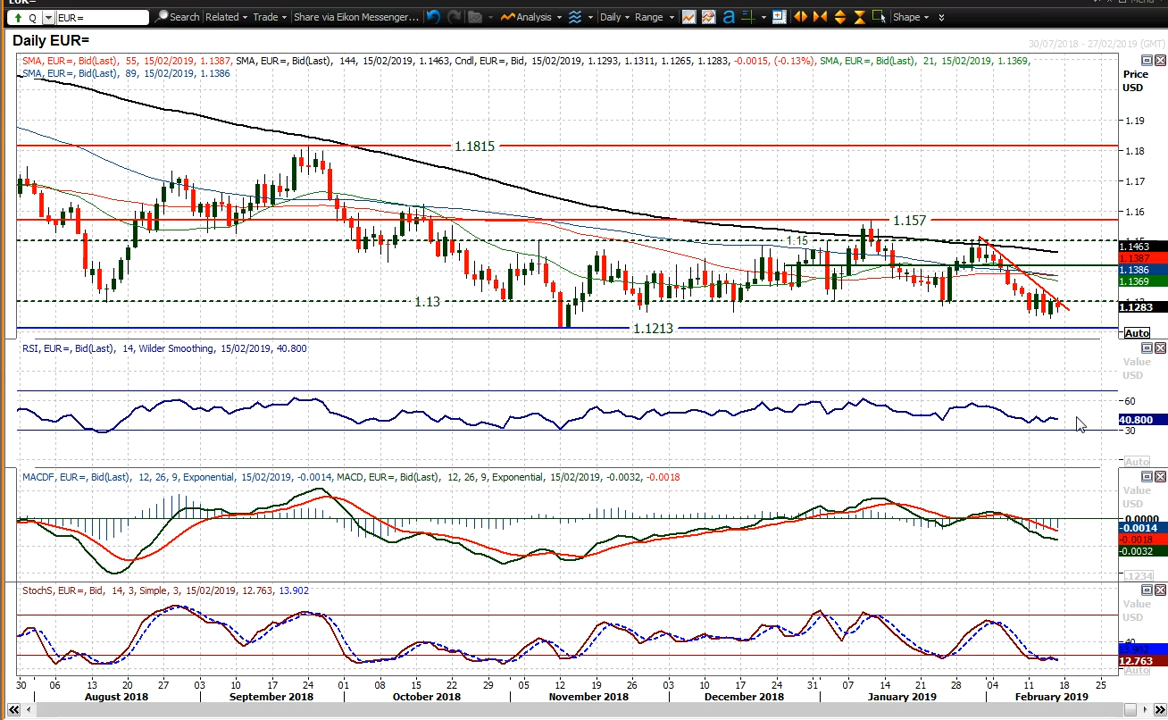 Q EUR= Search Related Trade Share via Eikon Messenger... Analysis Daily Range a Shape
Daily EUR=
30/07/2018 - 27/02/2019 (GMT)
SMA, EUR=, Bid(Last), 55, 15/02/2019, 1.1387, SMA, EUR=, Bid(Last), 144, 15/02/2019, 1.1463, Cndl, EUR=, Bid, 15/02/2019, 1.1293, 1.1311, 1.1265, 1.1283, -0.0015, (-0.13%), SMA, EUR=, Bid(Last), 21, 15/02/2019, 1.1369,
SMA, EUR=, Bid(Last), 89, 15/02/2019, 1.1386
Price
USD
1.19
1.1815
1.18
1.17
1.16
1.157
1.15
1.1463
1.1387
1.1386
1.1369
1.13
1.1283
1.1213
Auto
RSI, EUR=, Bid(Last), 14, Wilder Smoothing, 15/02/2019, 40.800
Value
USD
60
40.800
30
Auto
MACDF, EUR=, Bid(Last), 12, 26, 9, Exponential, 15/02/2019, -0.0014, MACD, EUR=, Bid(Last), 12, 26, 9, Exponential, 15/02/2019, -0.0032, -0.0018
Value
USD
0.0000
-0.0014
-0.0018
-0.0032
.1234
StochS, EUR=, Bid, 14, 3, Simple, 3, 15/02/2019, 12.763, 13.902
Value
USD
40
13.902
12.763
Auto
30 06 13 20 27 03 10 17 24 01 08 15 22 29 05 12 19 26 03 10 17 24 31 07 14 21 28 04 11 18 25
August 2018 September 2018 October 2018 November 2018 December 2018 January 2019 February 2019